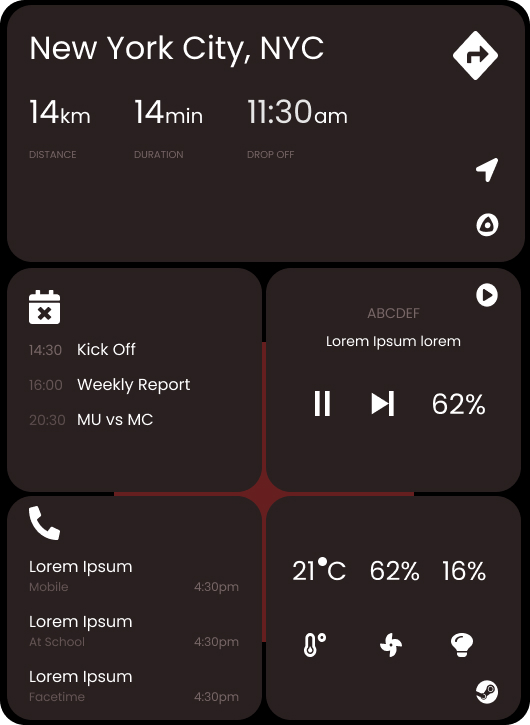 New York City, NYC
14km 14min 11:30am
DISTANCE DURATION DROP OFF
14:30 Kick Off
16:00 Weekly Report
20:30 MU vs MC
ABCDEF
Lorem Ipsum lorem
62%
Lorem Ipsum
Mobile 4:30pm
Lorem Ipsum
At School 4:30pm
Lorem Ipsum
Facetime 4:30pm
21°C 62% 16%